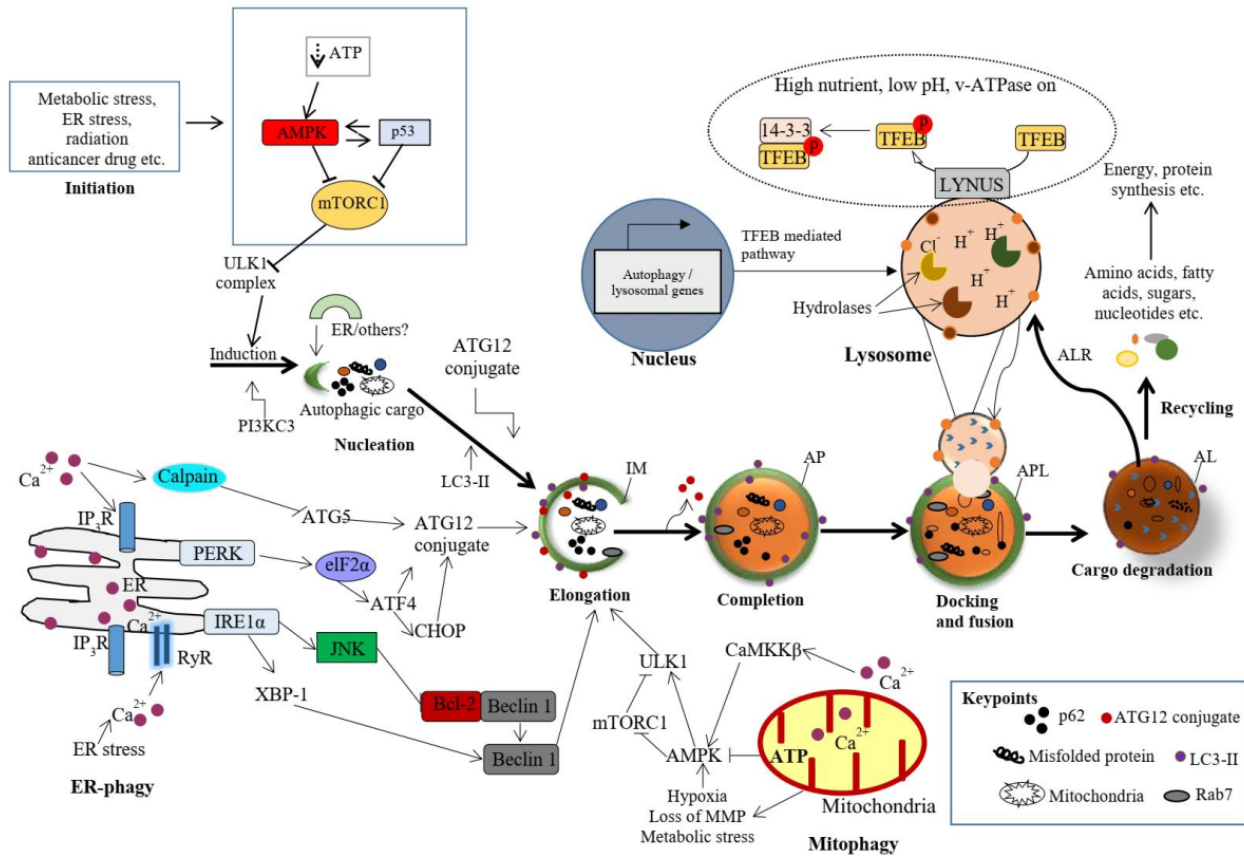 ATP
Metabolic stress,
ER stress,
radiation
anticancer drug etc.
Initiation
AMPK
p53
mTORC1
ULK1
complex
Induction
PI3KC3
ER/others?
Autophagic cargo
Nucleation
ATG12
conjugate
LC3-II
High nutrient, low pH, v-ATPase on
14-3-3
TFEB
p
TFEB
p
TFEB
LYNUS
Autophagy /
lysosomal genes
Nucleus
TFEB mediated
pathway
Hydrolases
Cl-
H+
H+
H+
H+
Lysosome
Energy, protein
synthesis etc.
Amino acids, fatty
acids, sugars,
nucleotides etc.
ALR
Recycling
Ca2+
Calpain
IP3R
ATG5
ATG12
conjugate
PERK
eIF2α
ATF4
CHOP
ER
Ca2+
IP3R
RyR
IRE1α
JNK
XBP-1
Bcl-2
Beclin 1
Beclin 1
Ca2+
ER stress
ER-phagy
IM
Elongation
AP
Completion
APL
Docking
and fusion
AL
Cargo degradation
ULK1
mTORC1
AMPK
CaMKKβ
Ca2+
ATP
Ca2+
Hypoxia
Loss of MMP
Metabolic stress
Mitochondria
Mitophagy
Keypoints
p62
ATG12 conjugate
Misfolded protein
LC3-II
Mitochondria
Rab7